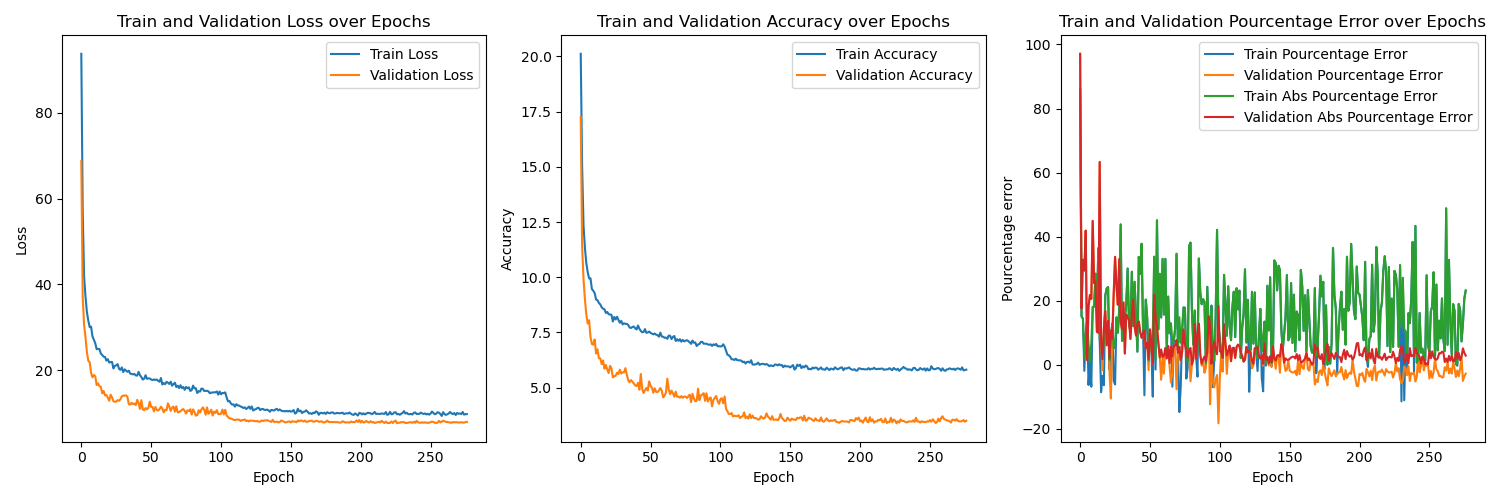 Train and Validation Loss over Epochs
Train Loss
Validation Loss
80
60
40
20
Loss
0 50 100 150 200 250
Epoch
Train and Validation Accuracy over Epochs
Train Accuracy
Validation Accuracy
20.0
17.5
15.0
12.5
10.0
7.5
5.0
Accuracy
0 50 100 150 200 250
Epoch
Train and Validation Pourcentage Error over Epochs
Train Pourcentage Error
Validation Pourcentage Error
Train Abs Pourcentage Error
Validation Abs Pourcentage Error
100
80
60
40
20
0
−20
Pourcentage error
0 50 100 150 200 250
Epoch